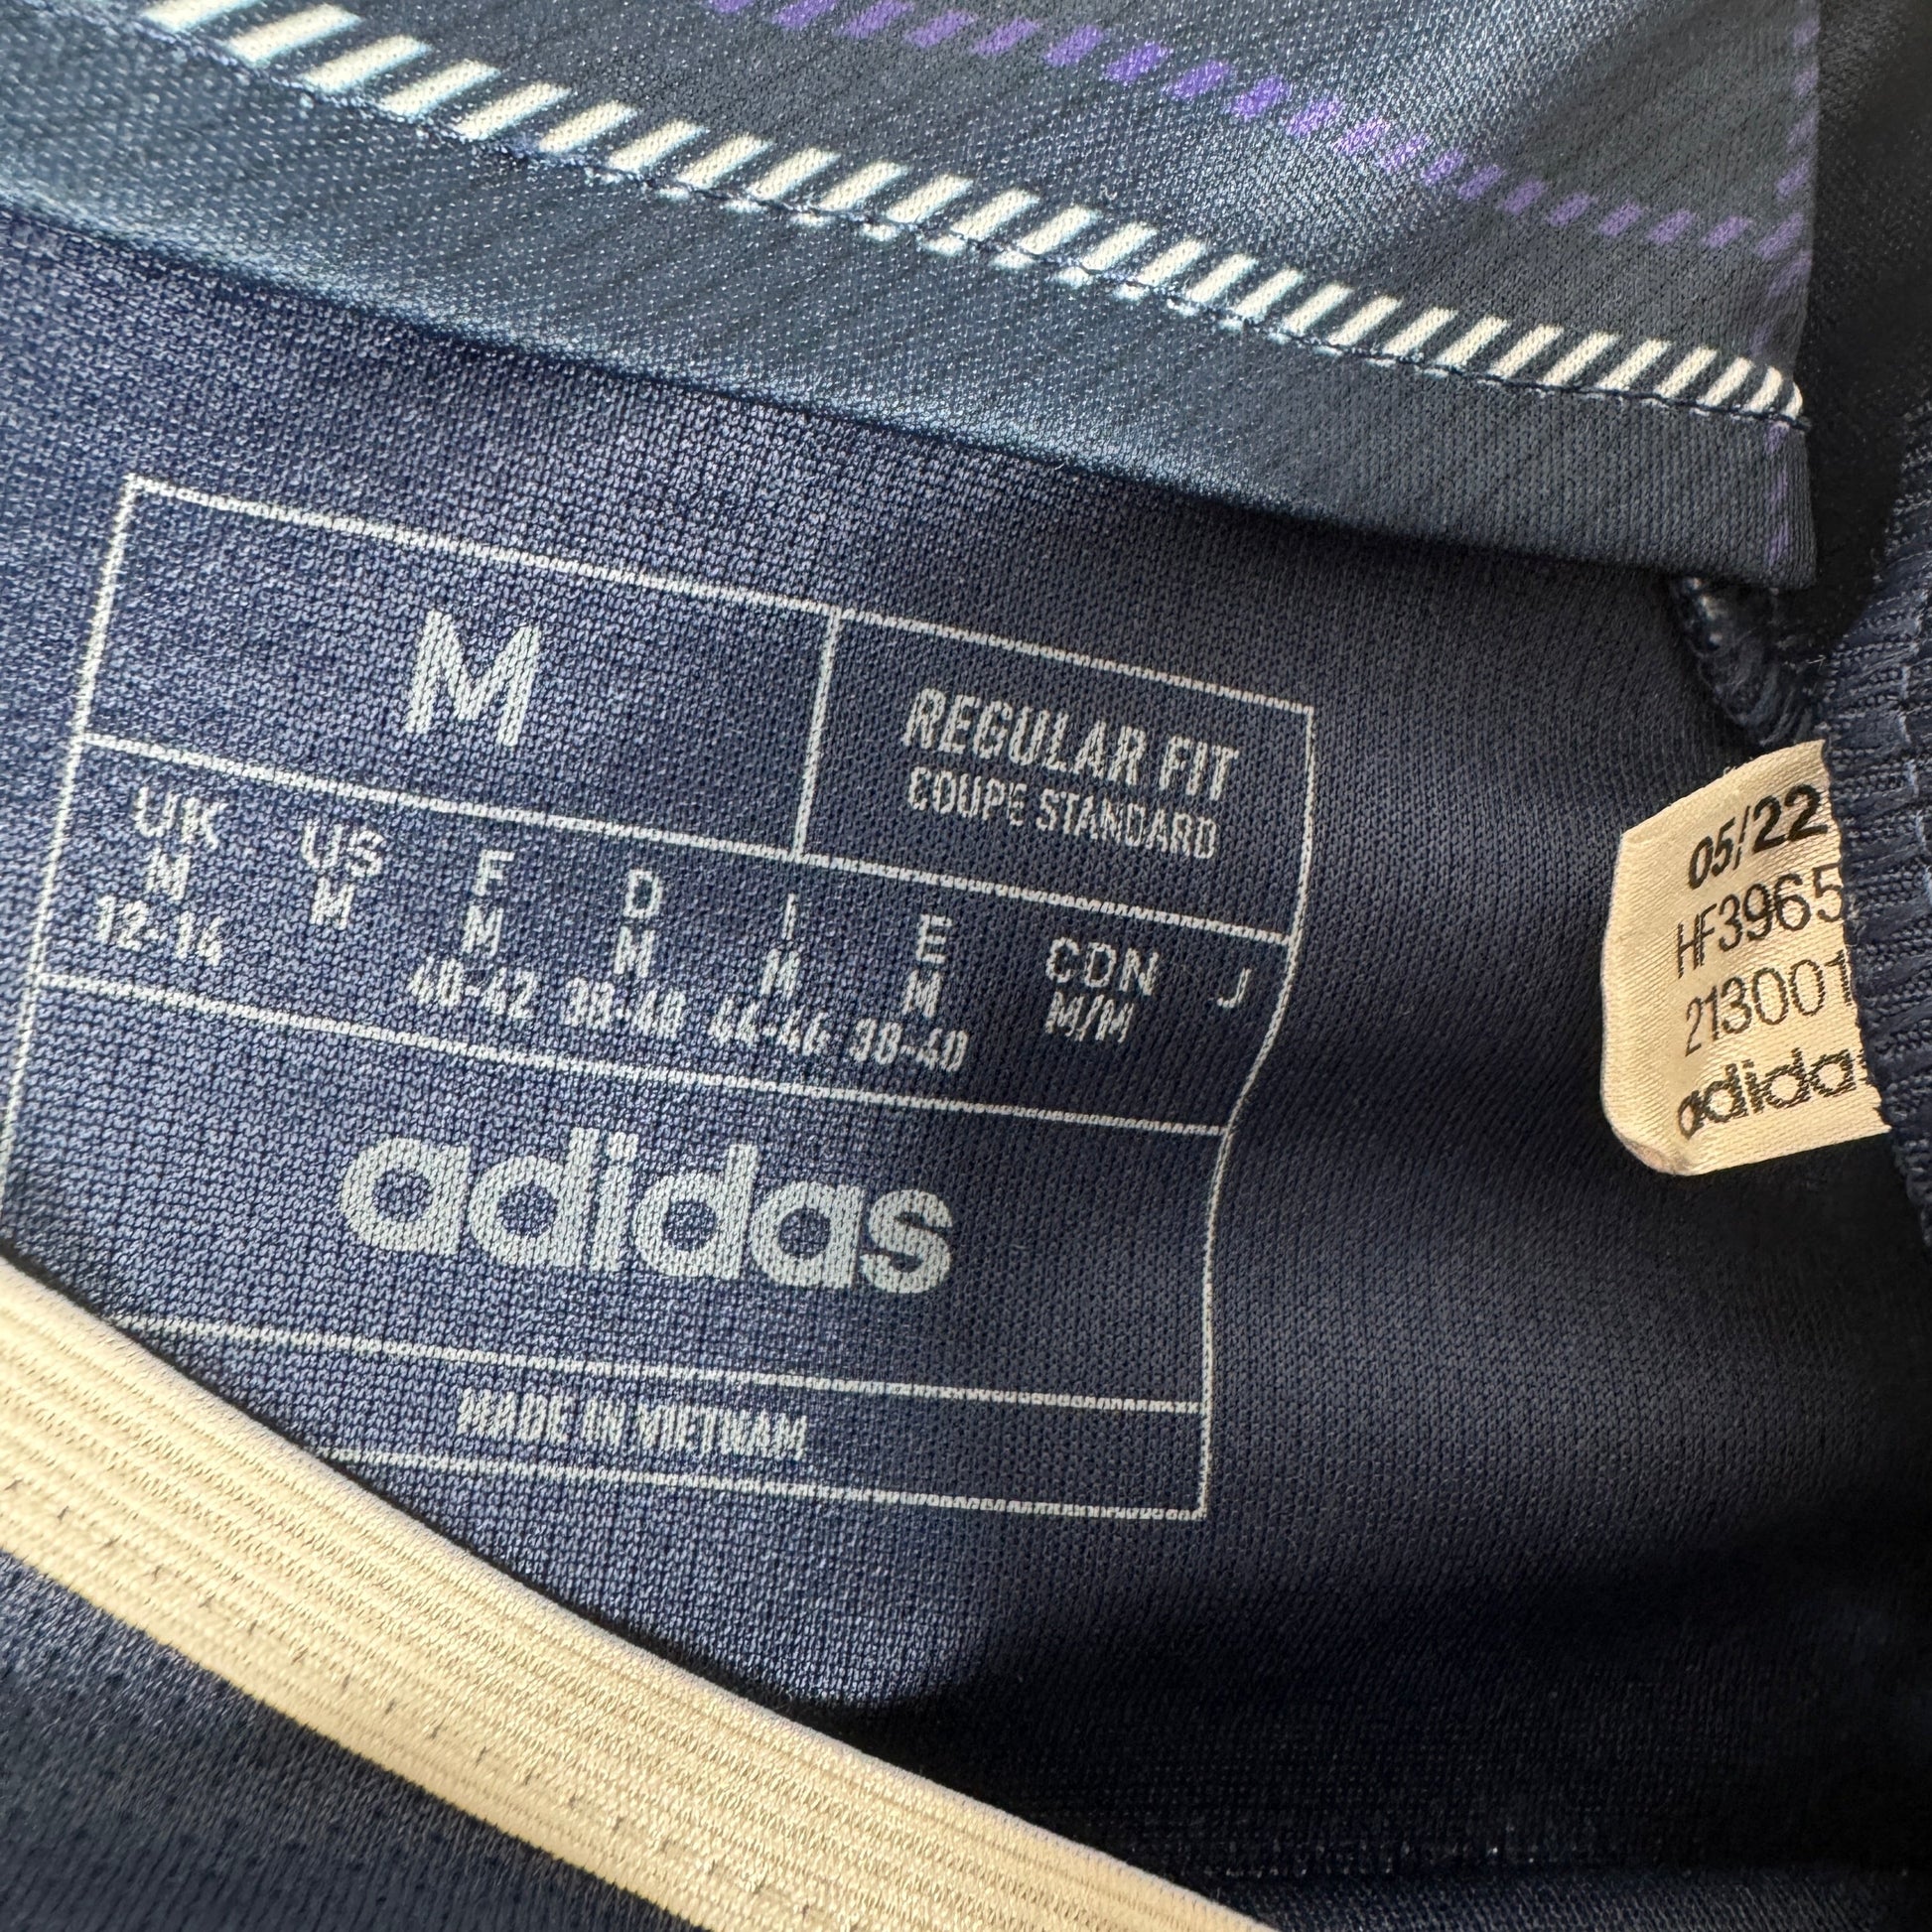 M
REGULAR FIT
COUPE STANDARD
UK US F D I E CDN J
M M M M M M M/M
12-14 40-42 38-40 44-46 38-40
adidas
MADE IN VIETNAM
05/22
HF3965
213001
adidas